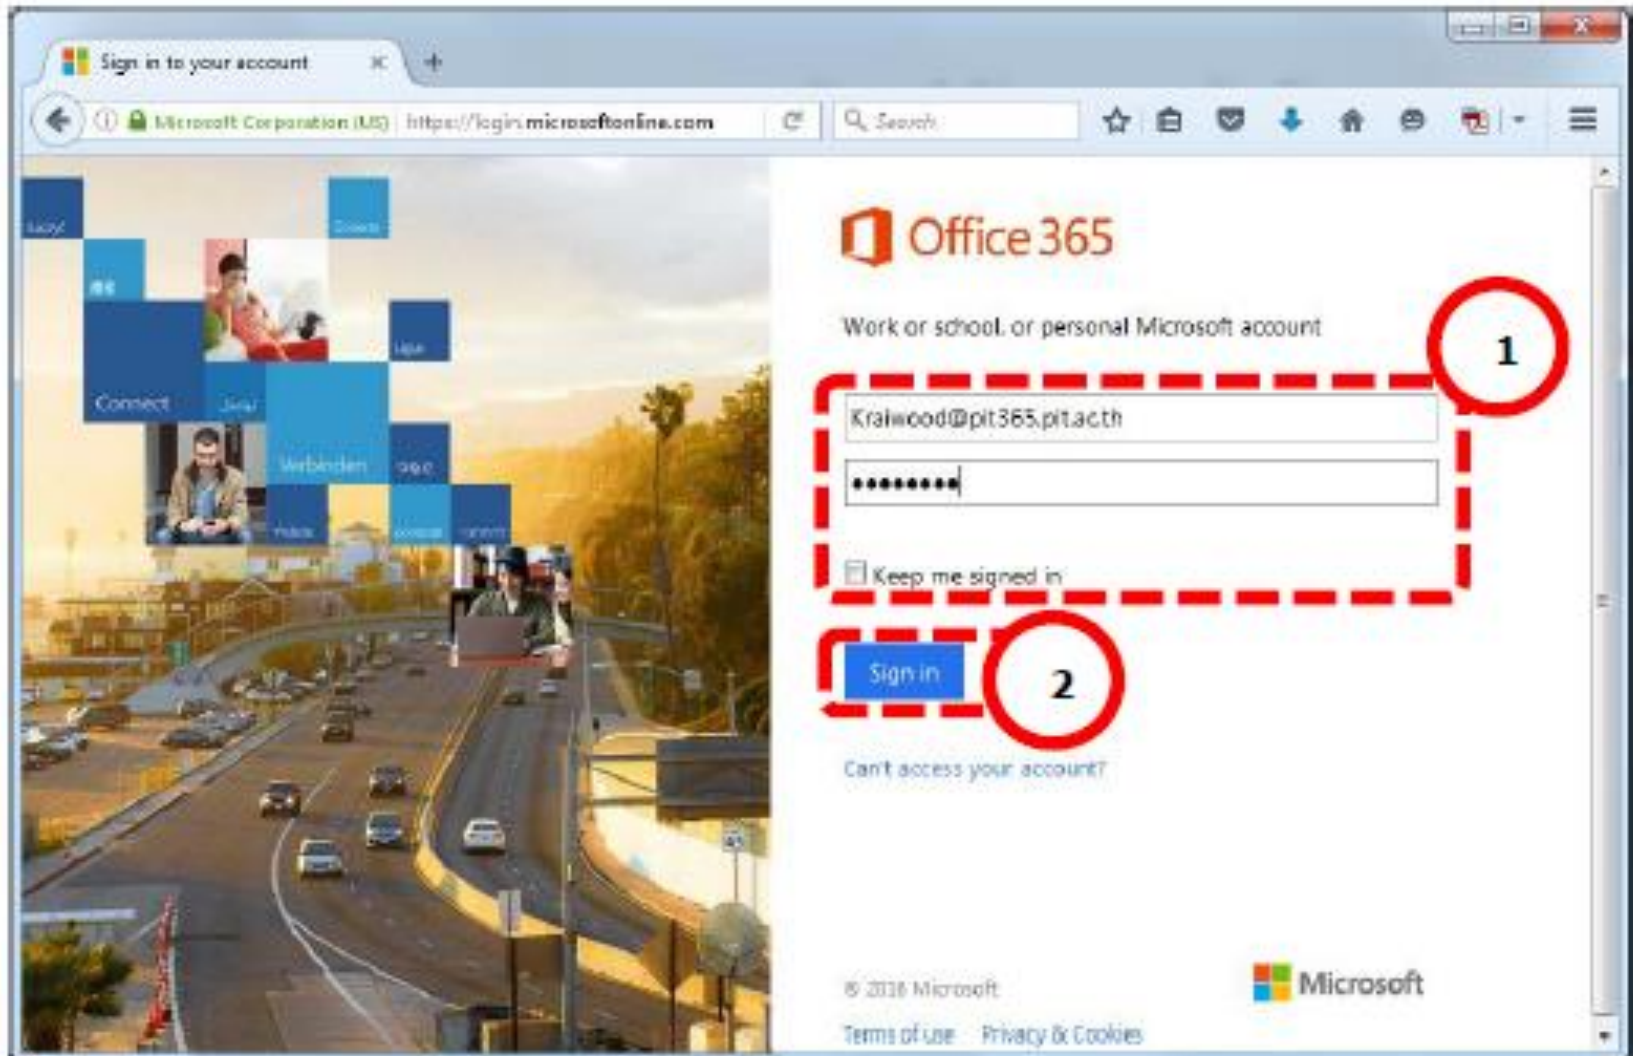 Sign in to your account
Microsoft Corporation (US) https://login.microsoftonline.com
Search
Office 365
Work or school, or personal Microsoft account
1
Kraiwood@pit365.pit.ac.th
Keep me signed in
Sign in
2
Can't access your account?
Connect
Verbinden
© 2016 Microsoft
Microsoft
Terms of use Privacy & Cookies